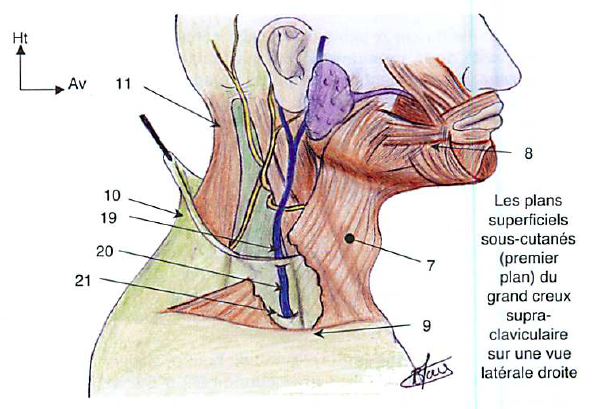 Ht
Av
11
10
19
20
21
8
7
9
Les plans
superficiels
sous-cutanés
(premier
plan) du
grand creux
supra-
claviculaire
sur une vue
latérale droite